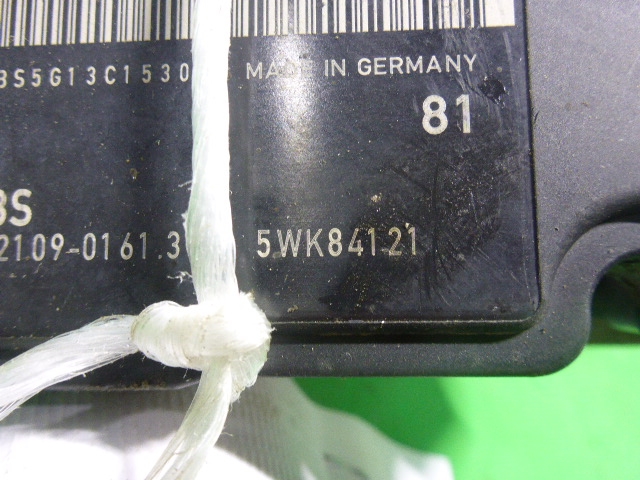 3S5G13C1530 MADE IN GERMANY
81
BS
2109-0161.3 5WK84121